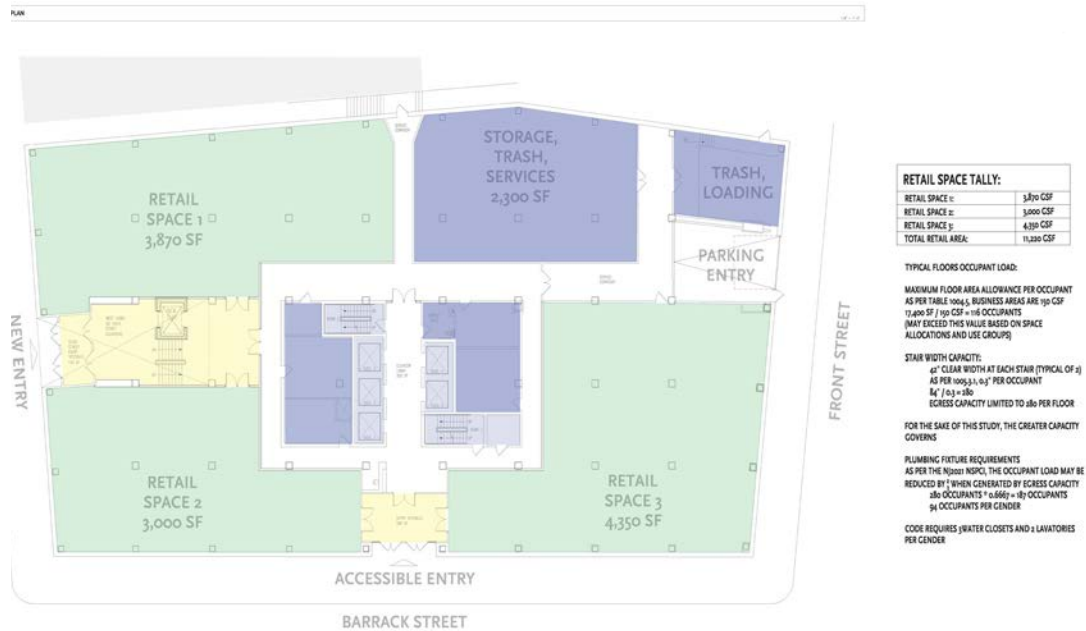 PLAN
RETAIL
SPACE 1
3,870 SF
STORAGE,
TRASH,
SERVICES
2,300 SF
TRASH,
LOADING
PARKING
ENTRY
NEW ENTRY
FRONT STREET
RETAIL
SPACE 2
3,000 SF
RETAIL
SPACE 3
4,350 SF
ACCESSIBLE ENTRY
BARRACK STREET
RETAIL SPACE TALLY:
RETAIL SPACE 1: 3,870 GSF
RETAIL SPACE 2: 3,000 GSF
RETAIL SPACE 3: 4,350 GSF
TOTAL RETAIL AREA: 11,220 GSF
TYPICAL FLOORS OCCUPANT LOAD:
MAXIMUM FLOOR AREA ALLOWANCE PER OCCUPANT
AS PER TABLE 1004.5, BUSINESS AREAS ARE 150 GSF
17,400 SF / 150 GSF = 116 OCCUPANTS
(MAY EXCEED THIS VALUE BASED ON SPACE
ALLOCATIONS AND USE GROUPS)
STAIR WIDTH CAPACITY:
42" CLEAR WIDTH AT EACH STAIR (TYPICAL OF 2)
AS PER 1005.3.1, 0.3" PER OCCUPANT
84" / 0.3 = 280
EGRESS CAPACITY LIMITED TO 280 PER FLOOR
FOR THE SAKE OF THIS STUDY, THE GREATER CAPACITY
GOVERNS
PLUMBING FIXTURE REQUIREMENTS
AS PER THE NJ2021 NSPCI, THE OCCUPANT LOAD MAY BE
REDUCED BY WHEN GENERATED BY EGRESS CAPACITY
280 OCCUPANTS * 0.6667 = 187 OCCUPANTS
94 OCCUPANTS PER GENDER
CODE REQUIRES 3WATER CLOSETS AND 2 LAVATORIES
PER GENDER